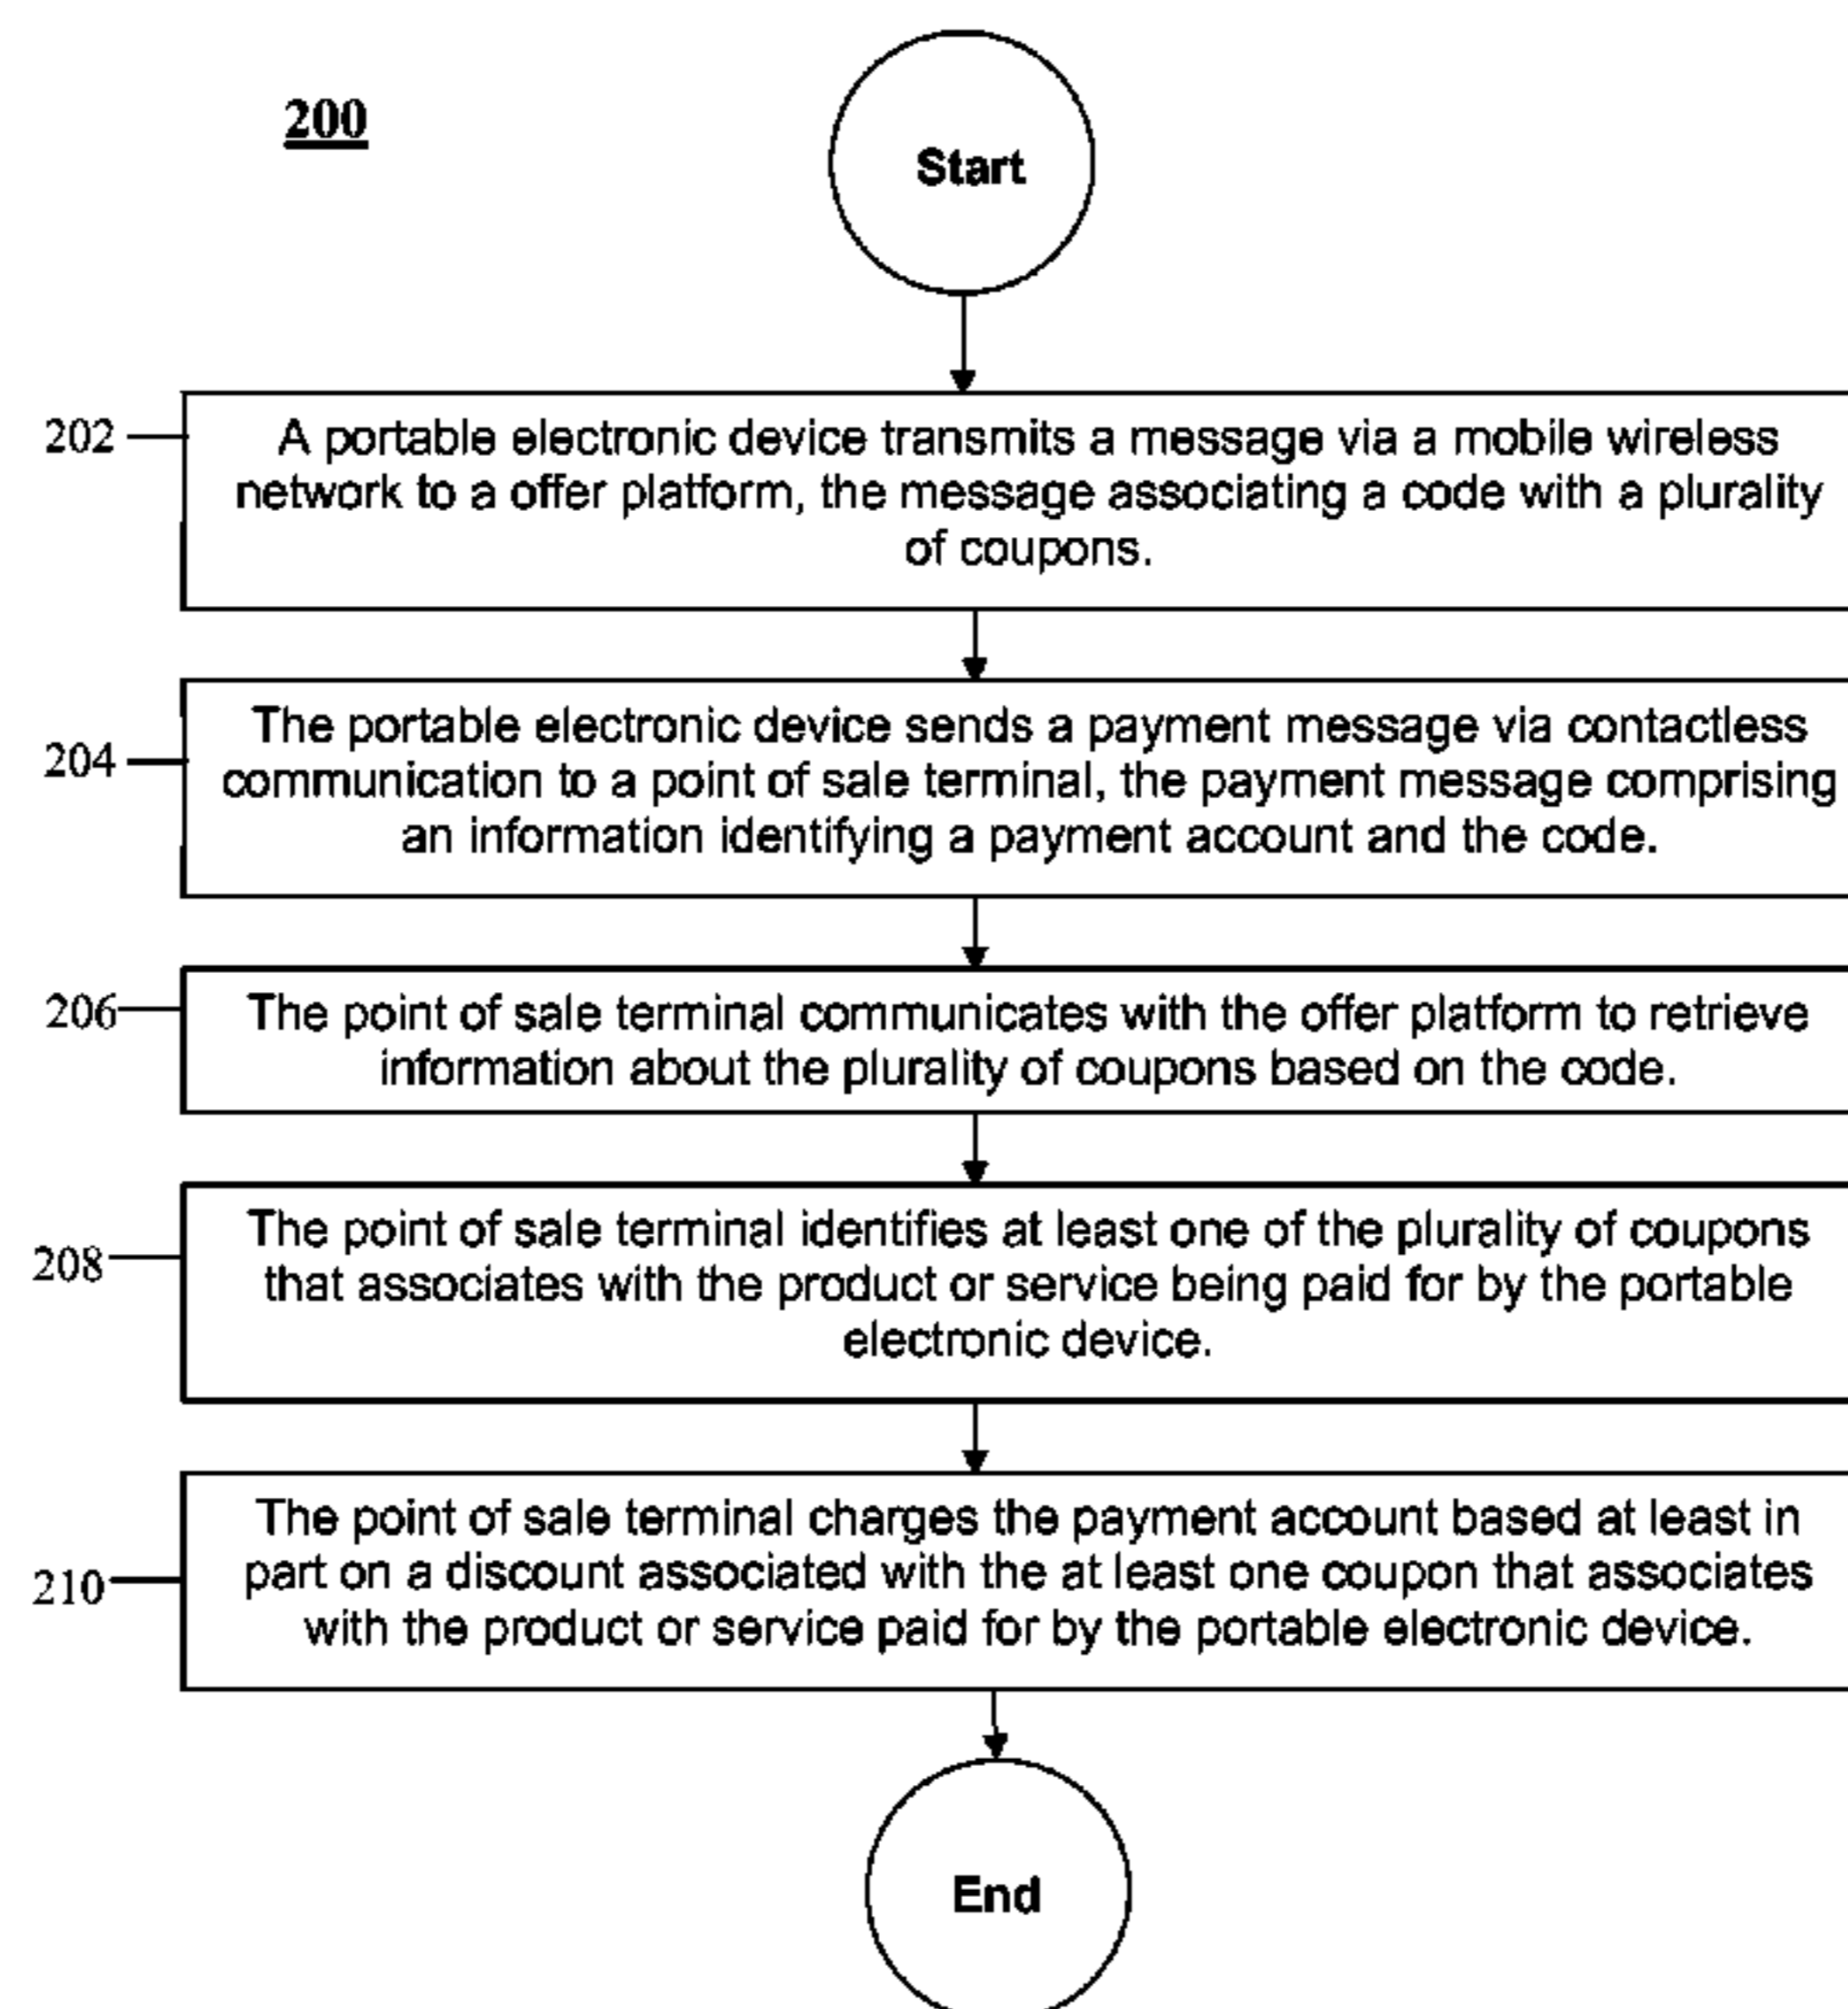 200
Start
202
A portable electronic device transmits a message via a mobile wireless
network to a offer platform, the message associating a code with a plurality
of coupons.
204
The portable electronic device sends a payment message via contactless
communication to a point of sale terminal, the payment message comprising
an information identifying a payment account and the code.
206
The point of sale terminal communicates with the offer platform to retrieve
information about the plurality of coupons based on the code.
208
The point of sale terminal identifies at least one of the plurality of coupons
that associates with the product or service being paid for by the portable
electronic device.
210
The point of sale terminal charges the payment account based at least in
part on a discount associated with the at least one coupon that associates
with the product or service paid for by the portable electronic device.
End